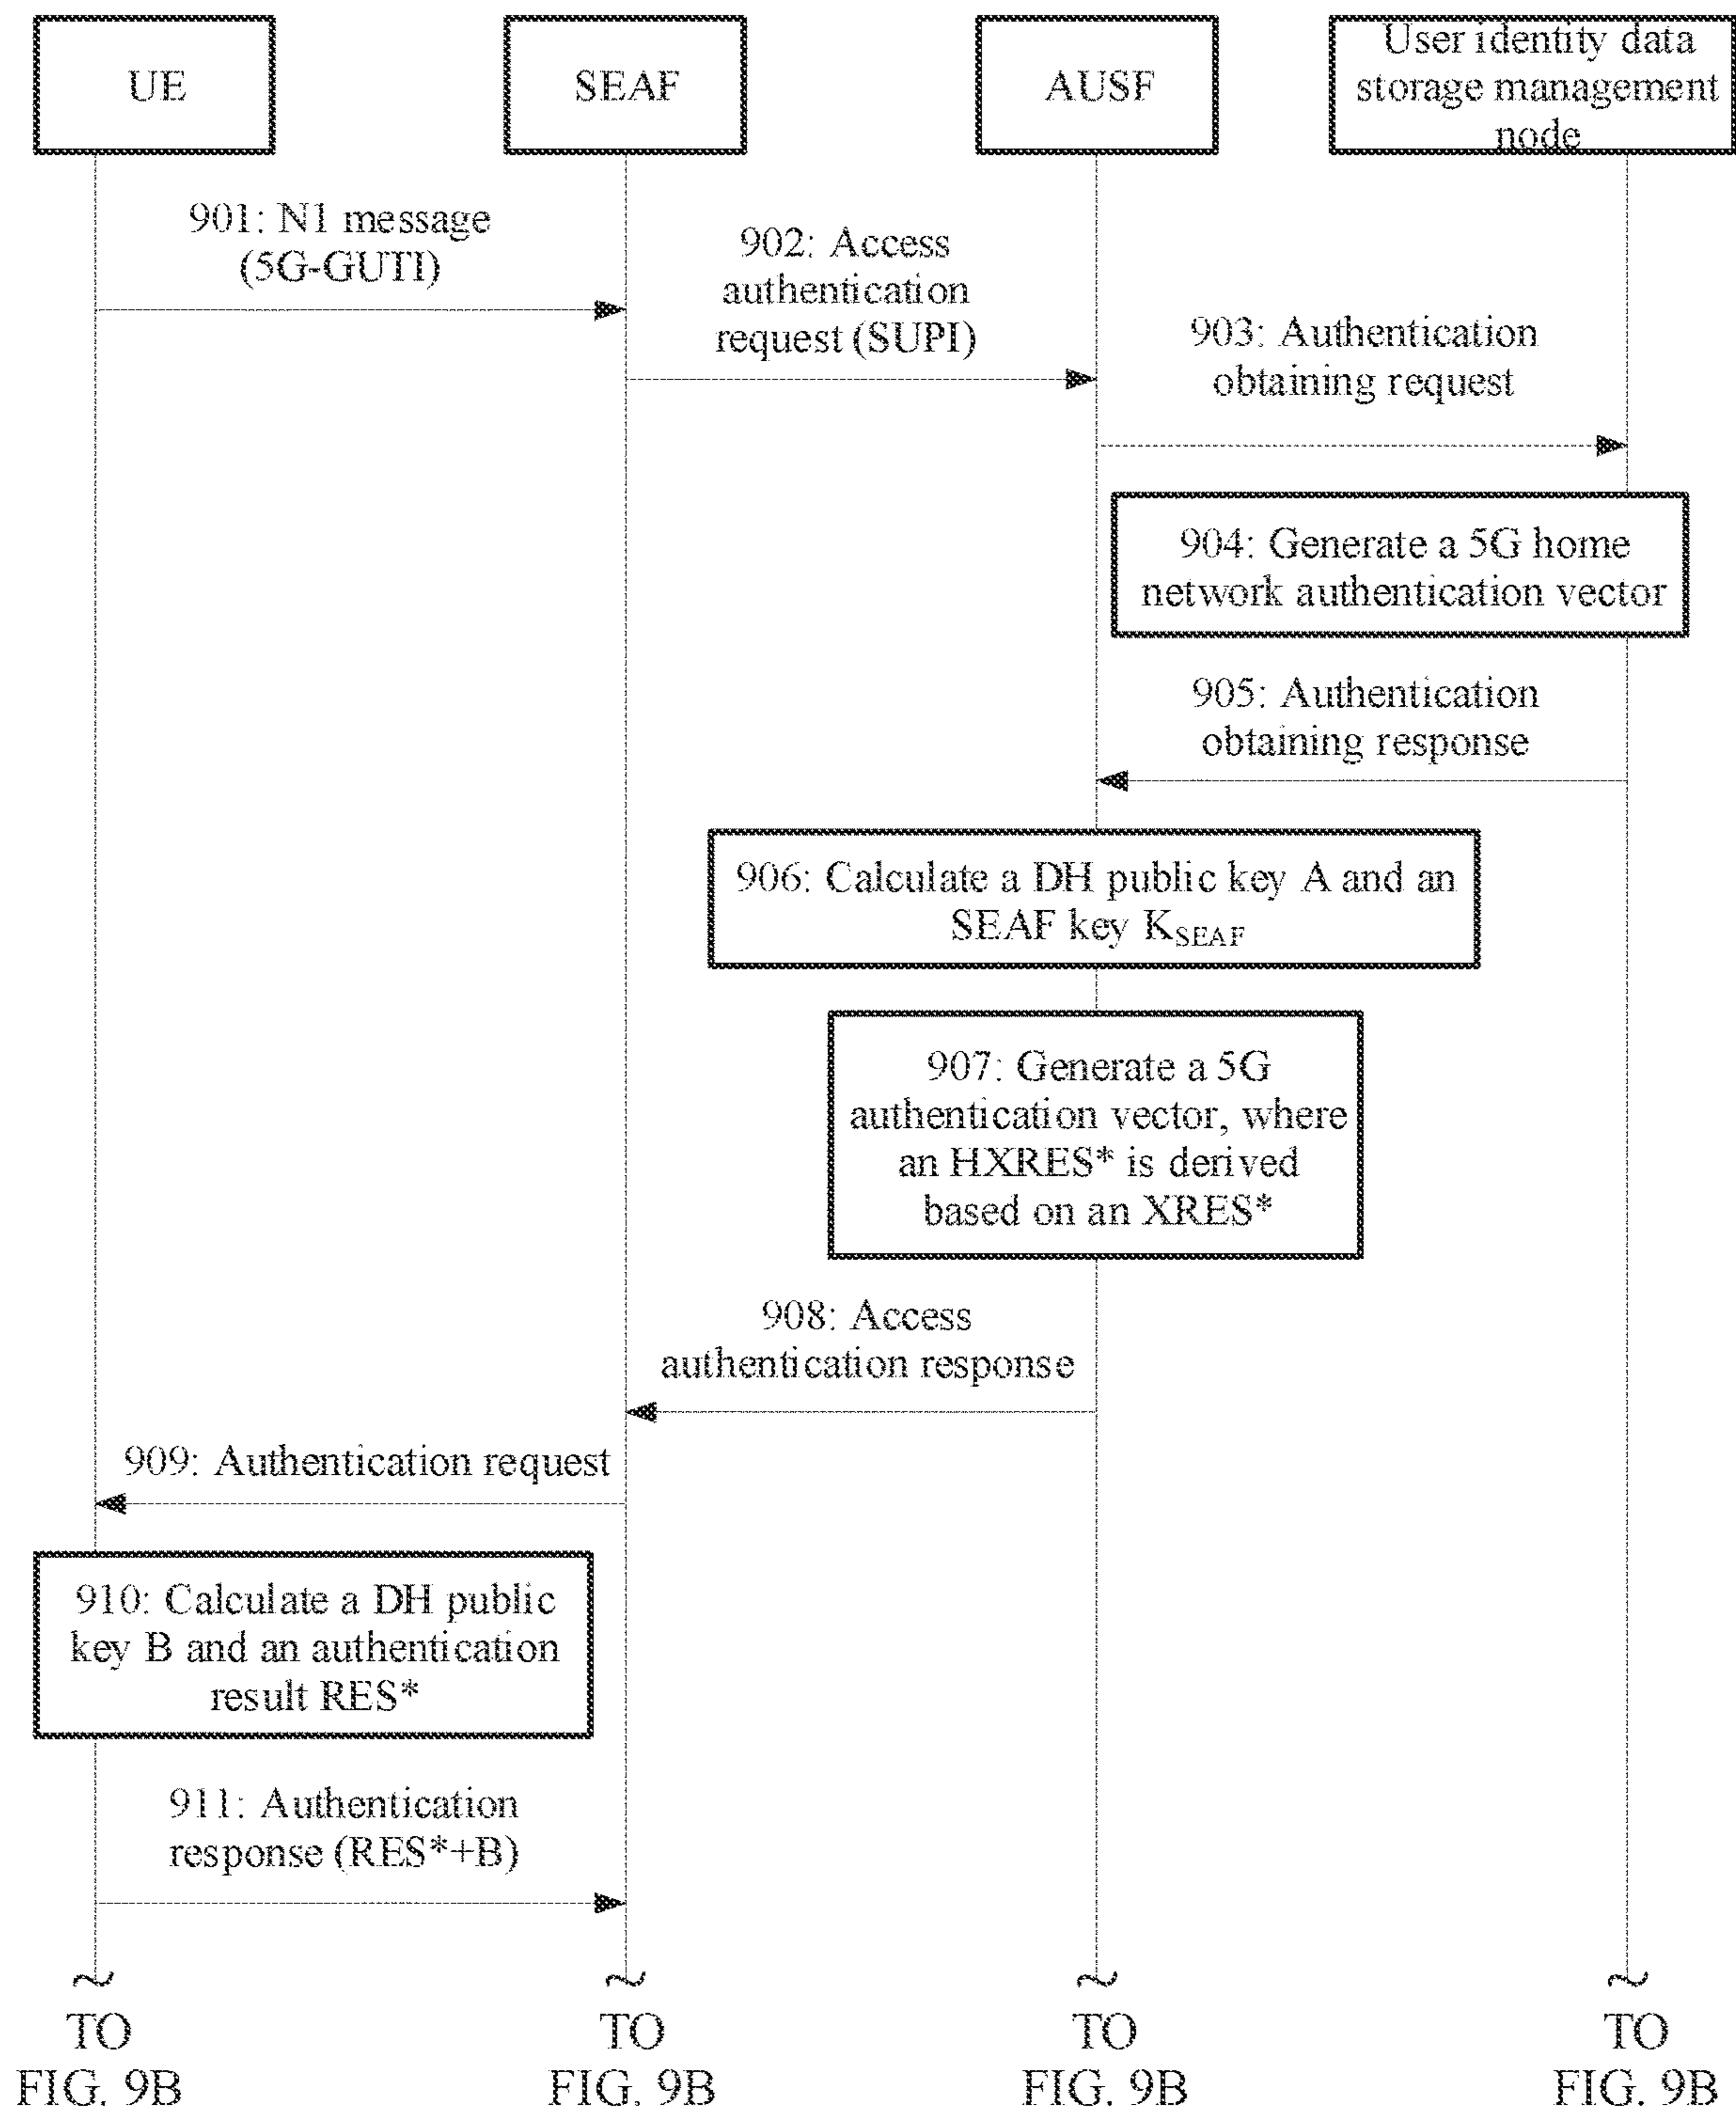 UE
SEAF
AUSF
User identity data
storage management
node
901: N1 message
(5G-GUTI)
902: Access
authentication
request (SUPI)
903: Authentication
obtaining request
904: Generate a 5G home
network authentication vector
905: Authentication
obtaining response
906: Calculate a DH public key A and an
SEAF key K_SEAF
907: Generate a 5G
authentication vector, where
an HXRES* is derived
based on an XRES*
908: Access
authentication response
909: Authentication request
910: Calculate a DH public
key B and an authentication
result RES*
911: Authentication
response (RES*+B)
~
TO
FIG. 9B
~
TO
FIG. 9B
~
TO
FIG. 9B
~
TO
FIG. 9B